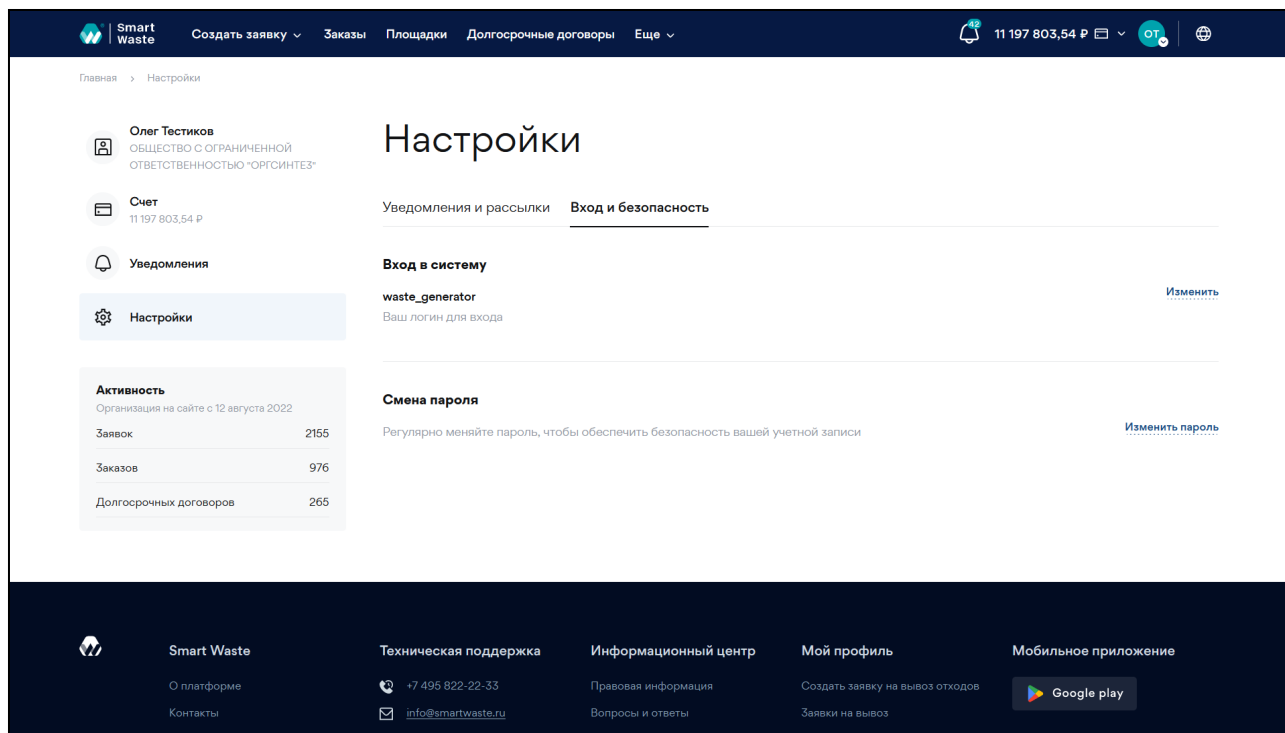 Smart
Waste
Создать заявку
Заказы
Площадки
Долгосрочные договоры
Еще
42
11 197 803,54 ₽
ОТ
Главная › Настройки
Олег Тестиков
ОБЩЕСТВО С ОГРАНИЧЕННОЙ
ОТВЕТСТВЕННОСТЬЮ "ОРГСИНТЕЗ"
Счет
11 197 803,54 ₽
Уведомления
Настройки
Активность
Организация на сайте с 12 августа 2022
Заявок 2155
Заказов 976
Долгосрочных договоров 265
Настройки
Уведомления и рассылки Вход и безопасность
Вход в систему
waste_generator
Изменить
Ваш логин для входа
Смена пароля
Регулярно меняйте пароль, чтобы обеспечить безопасность вашей учетной записи
Изменить пароль
Smart Waste
О платформе
Контакты
Техническая поддержка
+7 495 822-22-33
info@smartwaste.ru
Информационный центр
Правовая информация
Вопросы и ответы
Мой профиль
Создать заявку на вывоз отходов
Заявки на вывоз
Мобильное приложение
Google play